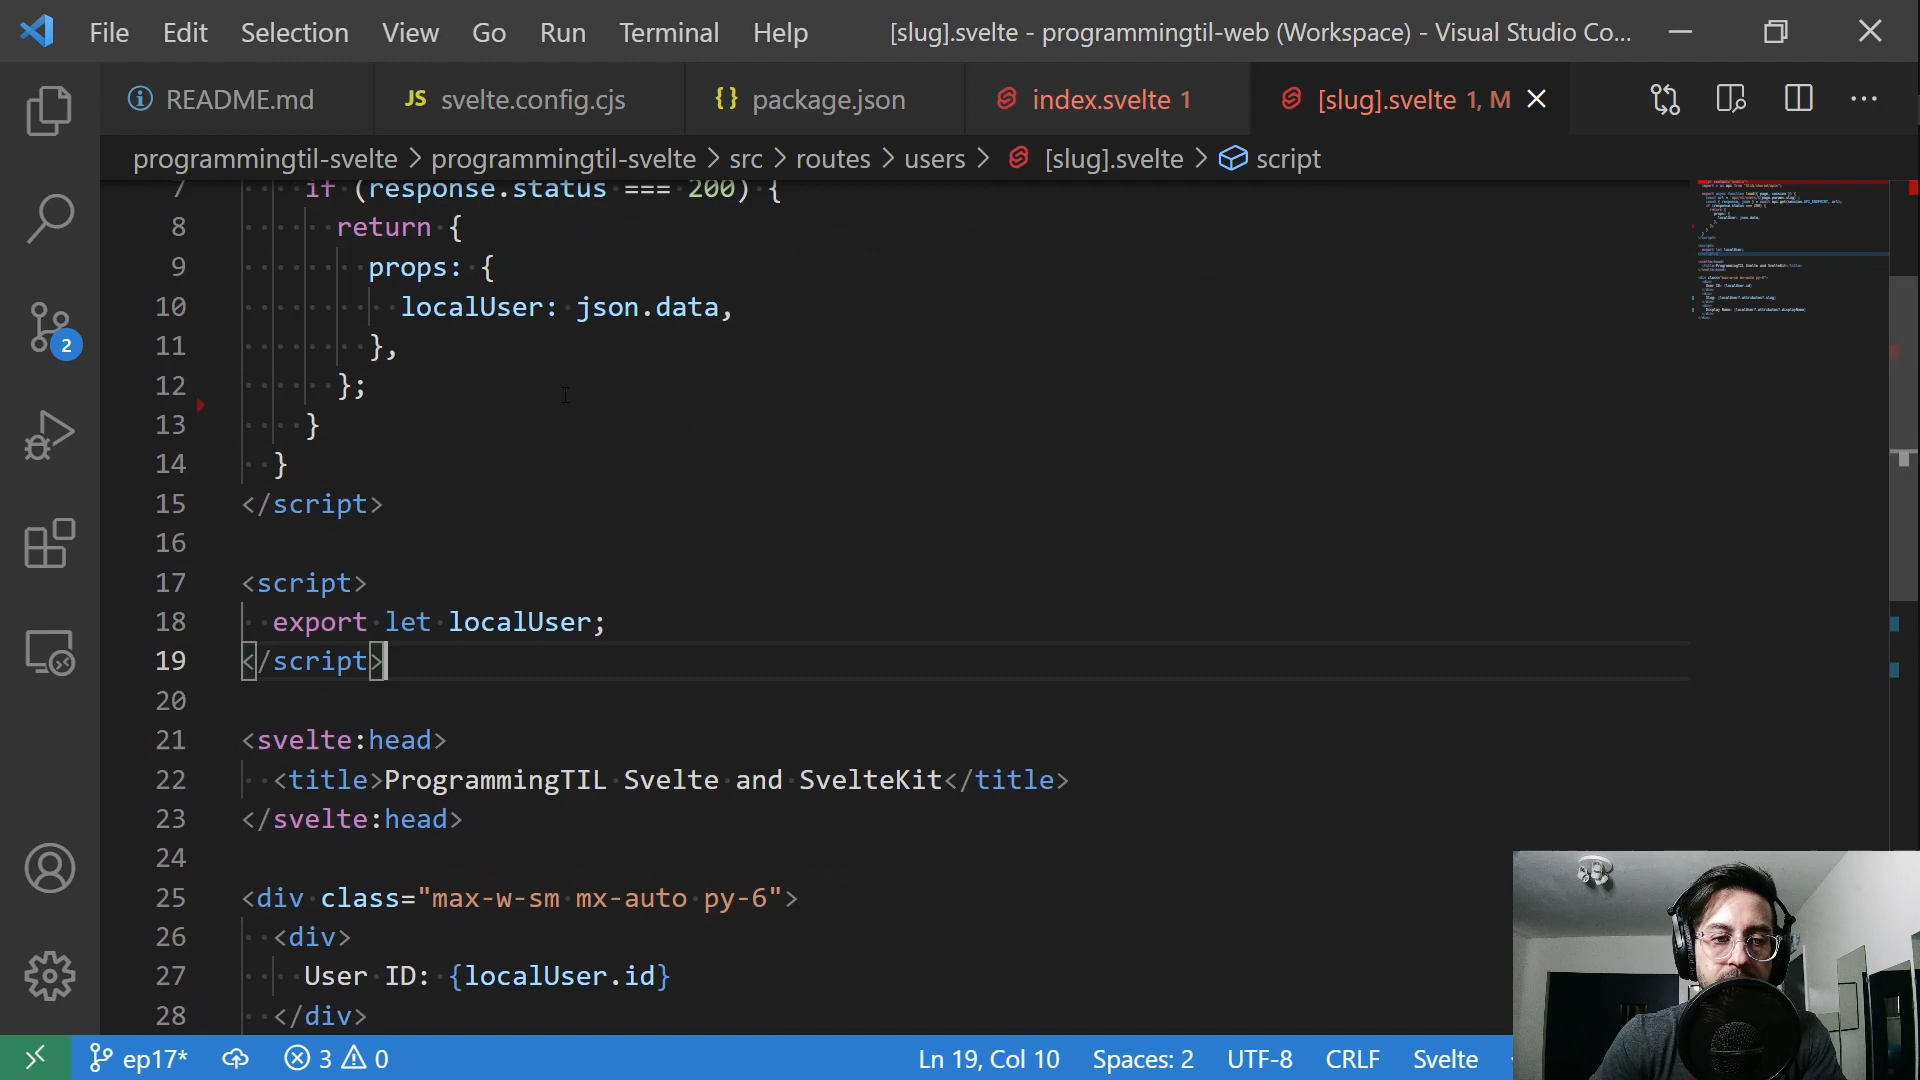 File Edit Selection View Go Run Terminal Help [slug].svelte - programmingtil-web (Workspace) - Visual Studio Co...
README.md JS svelte.config.cjs {} package.json index.svelte 1 [slug].svelte 1, M
programmingtil-svelte > programmingtil-svelte > src > routes > users > [slug].svelte > script
7 if (response.status === 200) {
8 return {
9 props: {
10 localUser: json.data,
11 },
12 };
13 }
14 }
15 </script>
16
17 <script>
18 export let localUser;
19 </script>
20
21 <svelte:head>
22 <title>ProgrammingTIL Svelte and SvelteKit</title>
23 </svelte:head>
24
25 <div class="max-w-sm mx-auto py-6">
26 <div>
27 User ID: {localUser.id}
28 </div>
2
ep17* 3 0 Ln 19, Col 10 Spaces: 2 UTF-8 CRLF Svelte